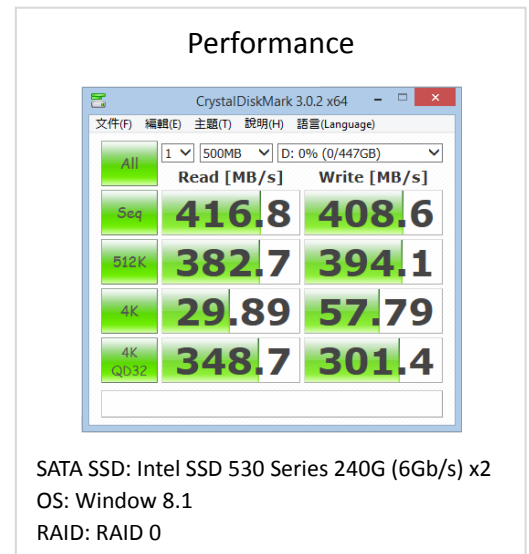 Performance
CrystalDiskMark 3.0.2 x64
文件(F) 編輯(E) 主題(T) 說明(H) 語言(Language)
All 1 500MB D: 0% (0/447GB)
Read [MB/s] Write [MB/s]
Seq 416.8 408.6
512K 382.7 394.1
4K 29.89 57.79
4K QD32 348.7 301.4
SATA SSD: Intel SSD 530 Series 240G (6Gb/s) x2
OS: Window 8.1
RAID: RAID 0